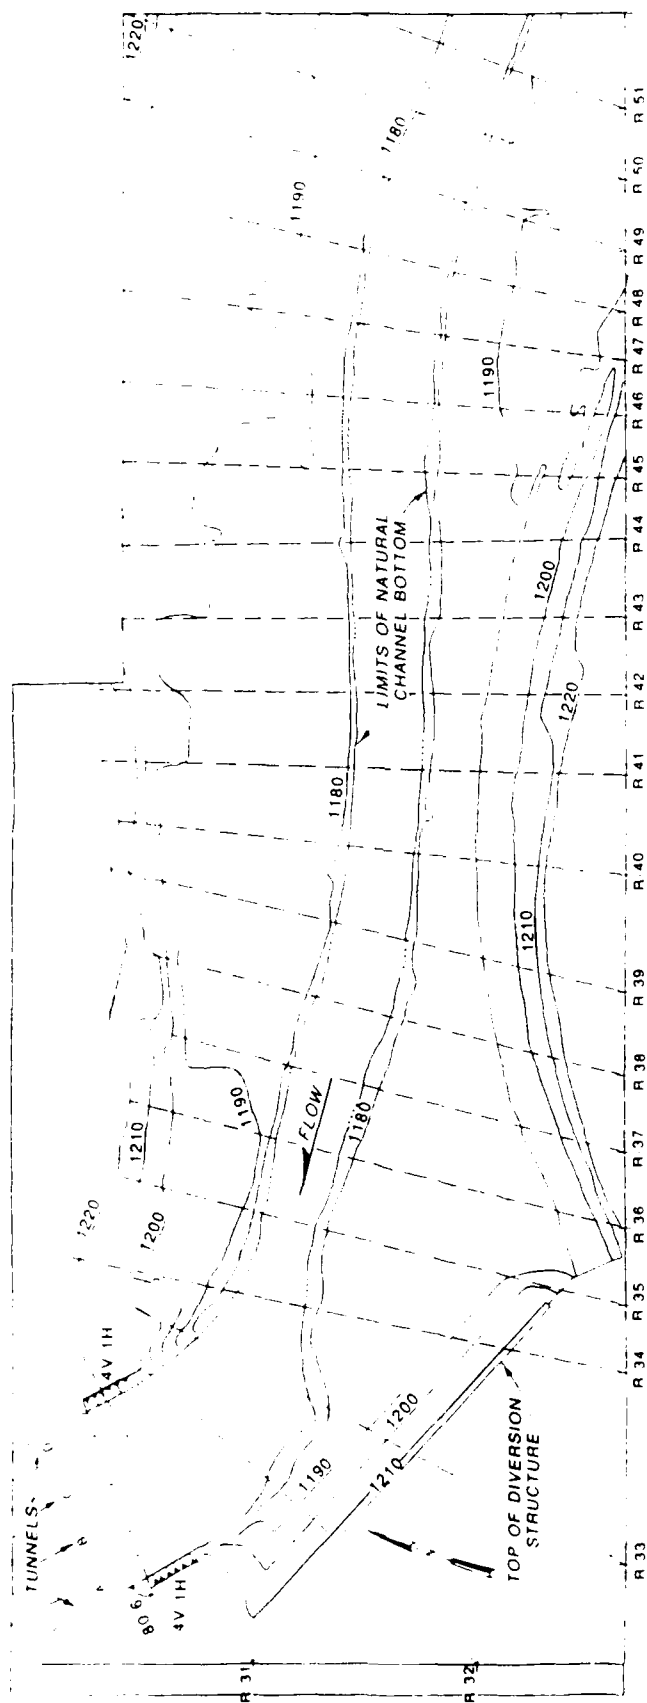 1220
R 51
R 50
R 49
R 48
R 47
R 46
R 45
R 44
R 43
R 42
R 41
R 40
R 39
R 38
R 37
R 36
R 35
R 34
R 33
R 32
R 31
1180
1190
1190
LIMITS OF NATURAL
CHANNEL BOTTOM
1200
1220
1180
1210
1190
FLOW
1180
1210
1200
1220
4V 1H
1200
1190
1210
TOP OF DIVERSION
STRUCTURE
TUNNELS
4V 1H